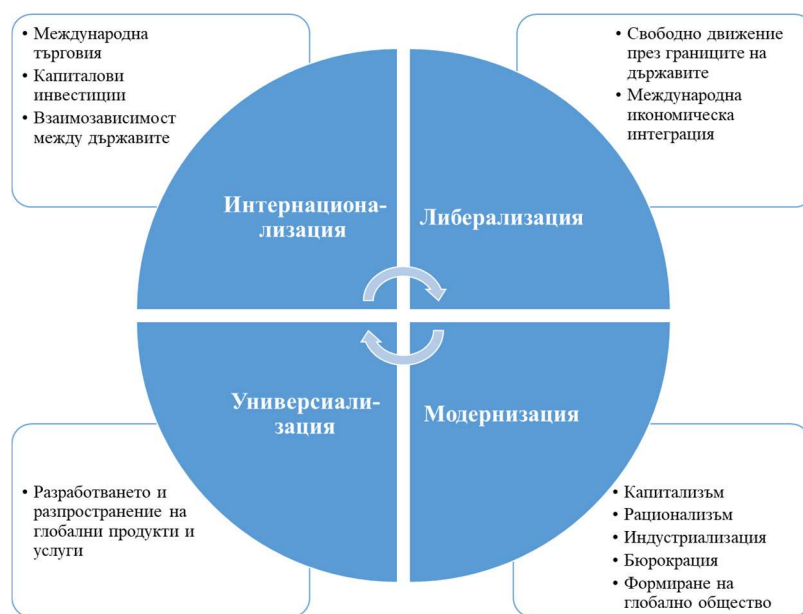 • Международна
търговия
• Капиталови
инвестиции
• Взаимозависимост
между държавите
• Свободно движение
през границите на
държавите
• Международна
икономическа
интеграция
Интернациона-
лизация
Либерализация
Универсиали-
зация
Модернизация
• Разработването и
разпространение на
глобални продукти и
услуги
• Капитализъм
• Рационализъм
• Индустриализация
• Бюрокрация
• Формиране на
глобално общество